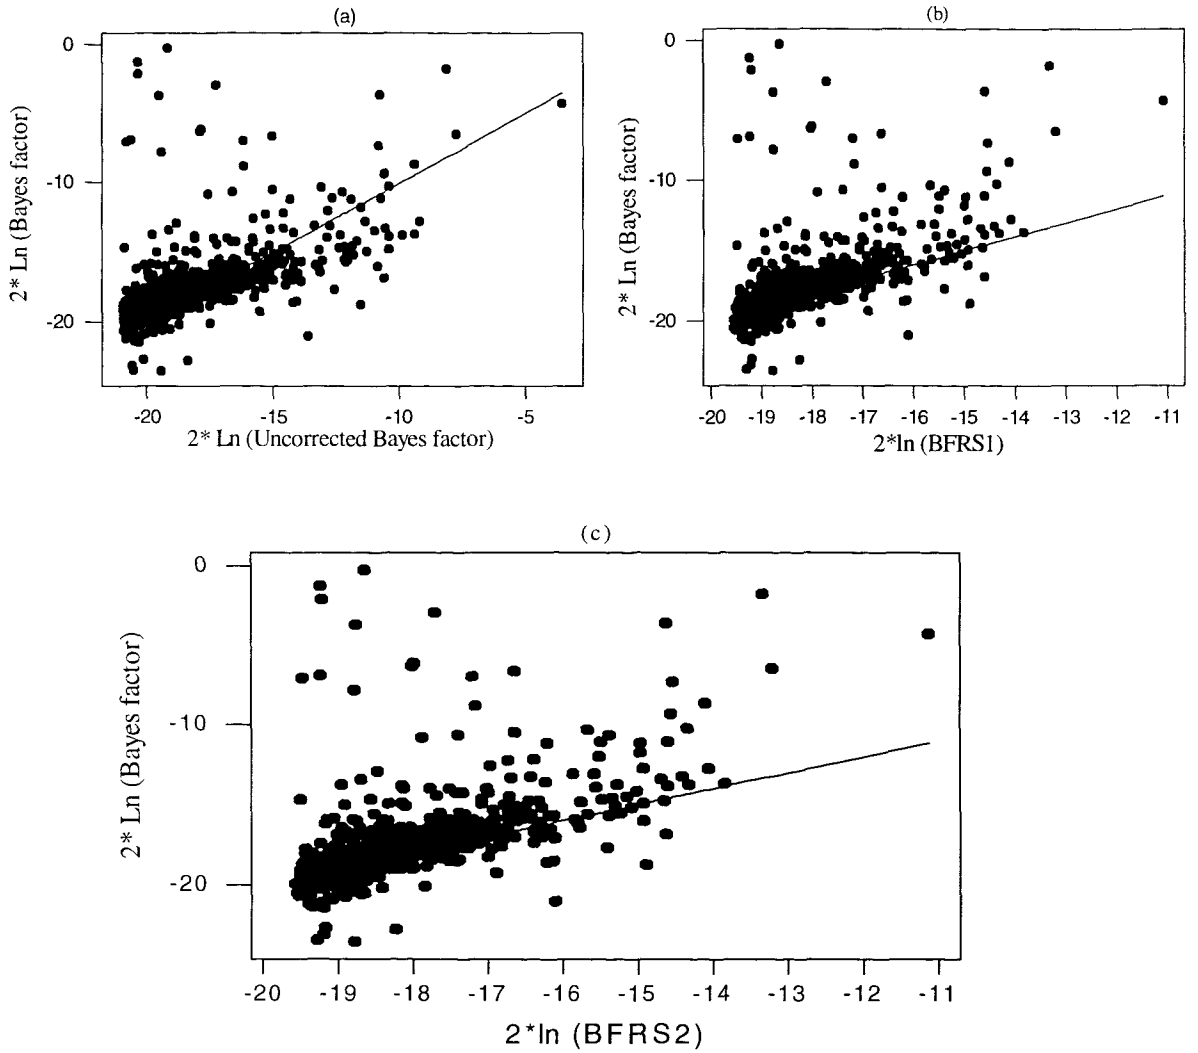 (a)
0
-10
-20
2* Ln (Bayes factor)
-20 -15 -10 -5
2* Ln (Uncorrected Bayes factor)
(b)
0
-10
-20
2* Ln (Bayes factor)
-20 -19 -18 -17 -16 -15 -14 -13 -12 -11
2*ln (BFRS1)
(c)
0
-10
-20
2* Ln (Bayes factor)
-20 -19 -18 -17 -16 -15 -14 -13 -12 -11
2*ln (BFRS2)